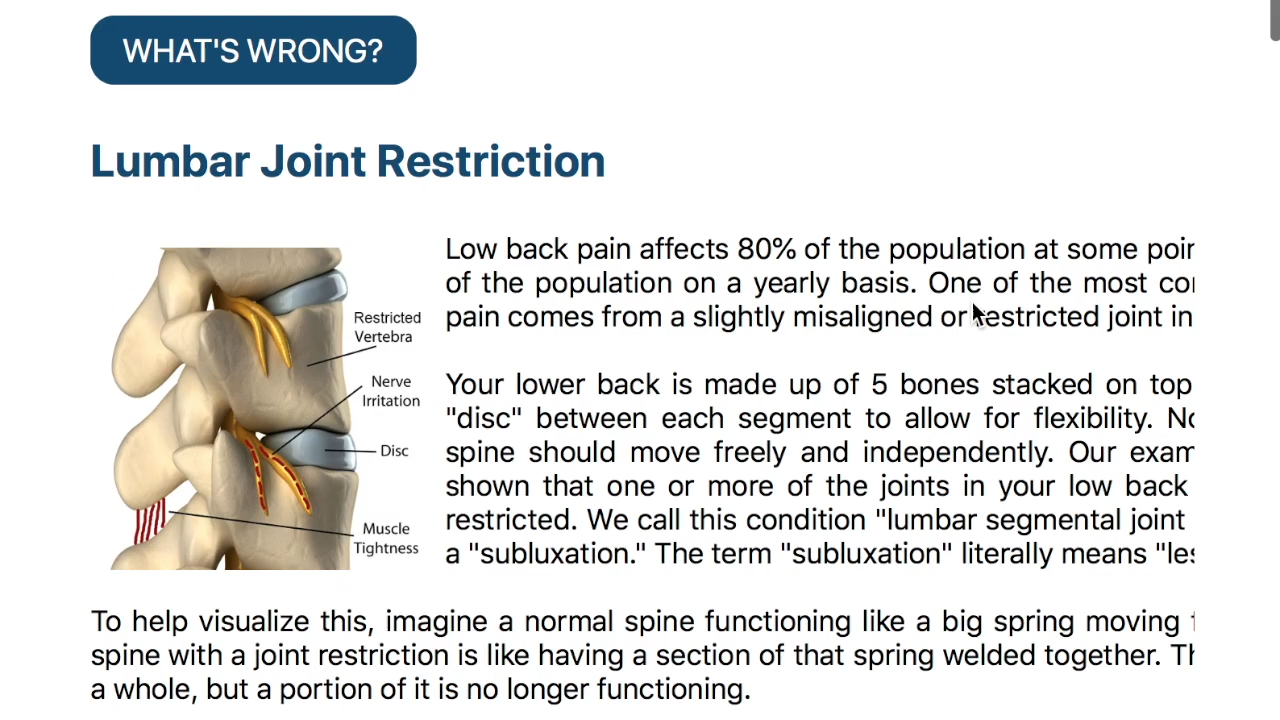 WHAT'S WRONG?
Lumbar Joint Restriction
Restricted
Vertebra
Nerve
Irritation
Disc
Muscle
Tightness
Low back pain affects 80% of the population at some
of the population on a yearly basis. One of the most
pain comes from a slightly misaligned or restricted joint in
Your lower back is made up of 5 bones stacked on top
"disc" between each segment to allow for flexibility.
spine should move freely and independently. Our
shown that one or more of the joints in your low back
restricted. We call this condition "lumbar segmental joint
a "subluxation." The term "subluxation" literally means
To help visualize this, imagine a normal spine functioning like a big spring moving
spine with a joint restriction is like having a section of that spring welded together.
a whole, but a portion of it is no longer functioning.